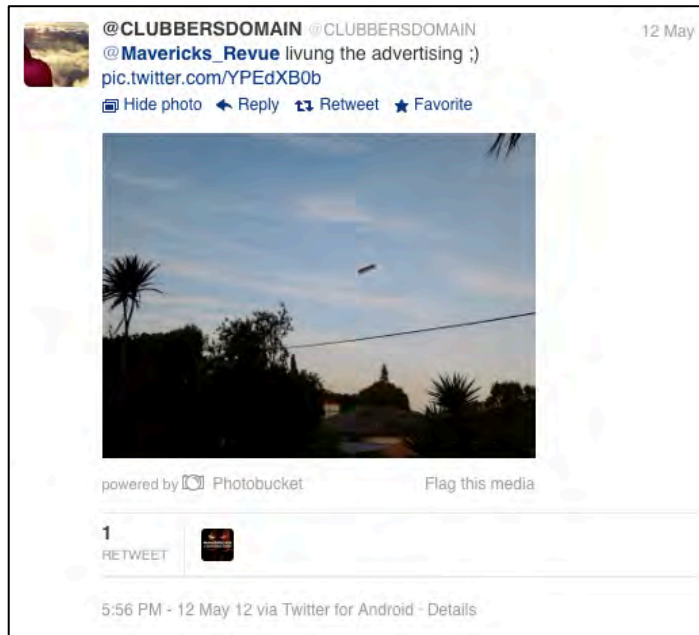 @CLUBBERSDOMAIN @CLUBBERSDOMAIN 12 May
@Mavericks_Revue livung the advertising ;)
pic.twitter.com/YPEdXB0b
Hide photo Reply Retweet Favorite
powered by Photobucket Flag this media
1
RETWEET
5:56 PM - 12 May 12 via Twitter for Android · Details